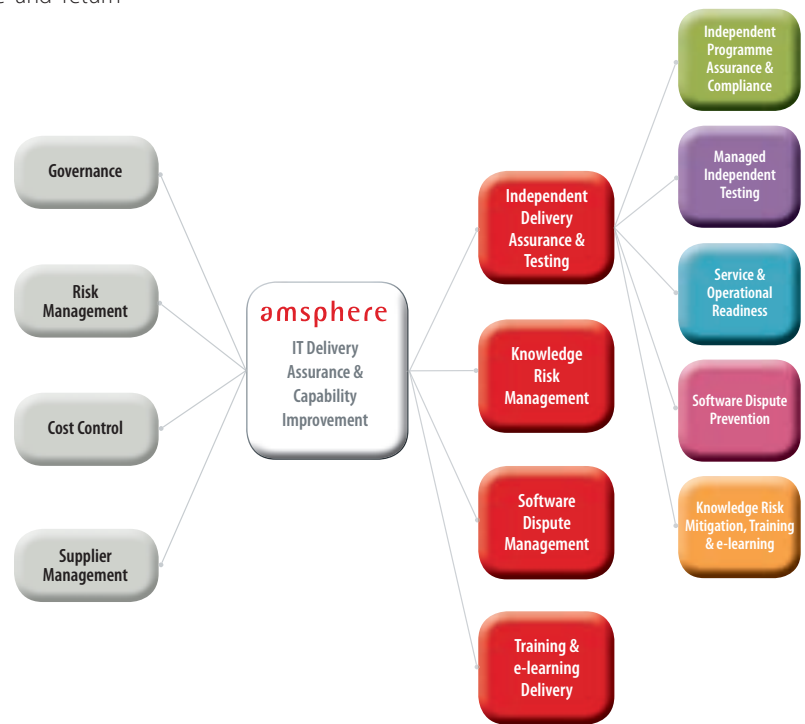 and return
Governance
Risk
Management
Cost Control
Supplier
Management
amsphere
IT Delivery
Assurance &
Capability
Improvement
Independent
Delivery
Assurance &
Testing
Knowledge
Risk
Management
Software
Dispute
Management
Training &
e-learning
Delivery
Independent
Programme
Assurance &
Compliance
Managed
Independent
Testing
Service &
Operational
Readiness
Software Dispute
Prevention
Knowledge Risk
Mitigation, Training
& e-learning